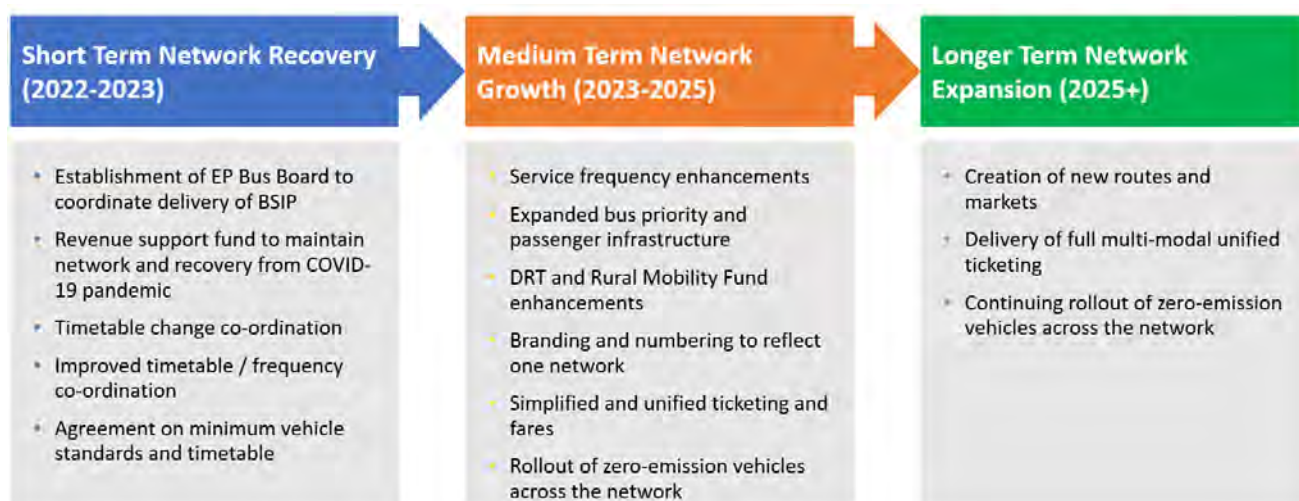 Short Term Network Recovery
(2022-2023)
Establishment of EP Bus Board to
coordinate delivery of BSIP
Revenue support fund to maintain
network and recovery from COVID-
19 pandemic
Timetable change co-ordination
Improved timetable / frequency
co-ordination
Agreement on minimum vehicle
standards and timetable
Medium Term Network
Growth (2023-2025)
Service frequency enhancements
Expanded bus priority and
passenger infrastructure
DRT and Rural Mobility Fund
enhancements
Branding and numbering to reflect
one network
Simplified and unified ticketing and
fares
Rollout of zero-emission vehicles
across the network
Longer Term Network
Expansion (2025+)
Creation of new routes and
markets
Delivery of full multi-modal unified
ticketing
Continuing rollout of zero-emission
vehicles across the network